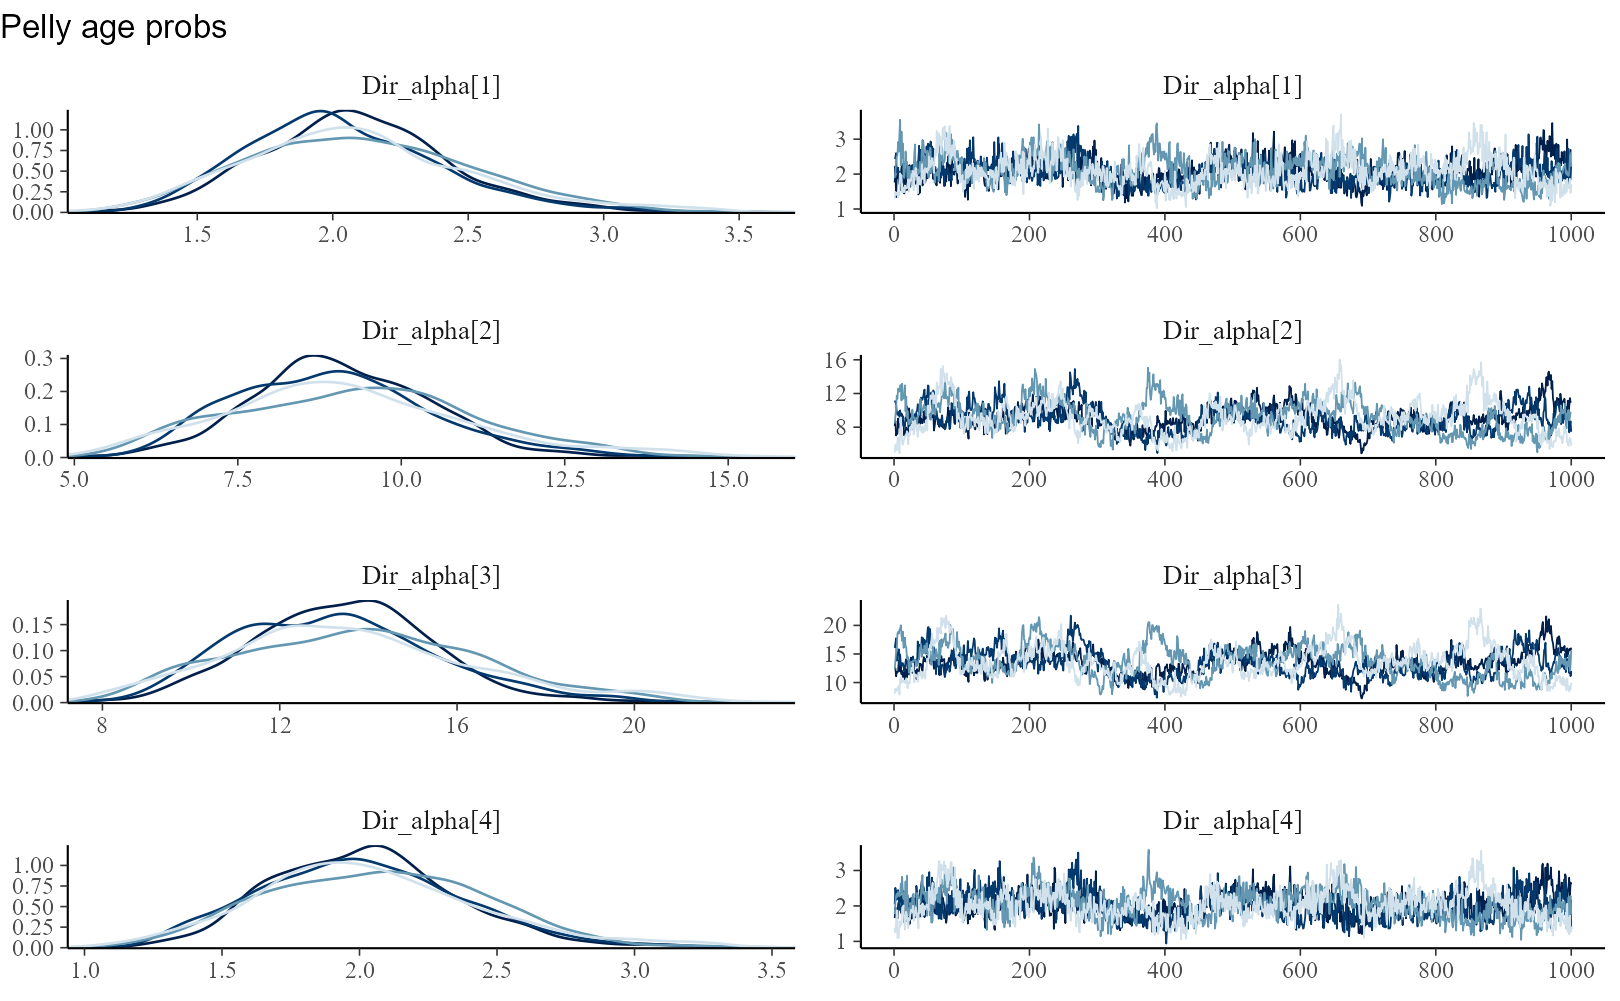 Pelly age probs
Dir_alpha[1]
1.00
0.75
0.50
0.25
0.00
1.5 2.0 2.5 3.0 3.5
Dir_alpha[1]
3
2
1
0 200 400 600 800 1000
Dir_alpha[2]
0.3
0.2
0.1
0.0
5.0 7.5 10.0 12.5 15.0
Dir_alpha[2]
16
12
8
0 200 400 600 800 1000
Dir_alpha[3]
0.15
0.10
0.05
0.00
8 12 16 20
Dir_alpha[3]
20
15
10
0 200 400 600 800 1000
Dir_alpha[4]
1.00
0.75
0.50
0.25
0.00
1.0 1.5 2.0 2.5 3.0 3.5
Dir_alpha[4]
3
2
1
0 200 400 600 800 1000